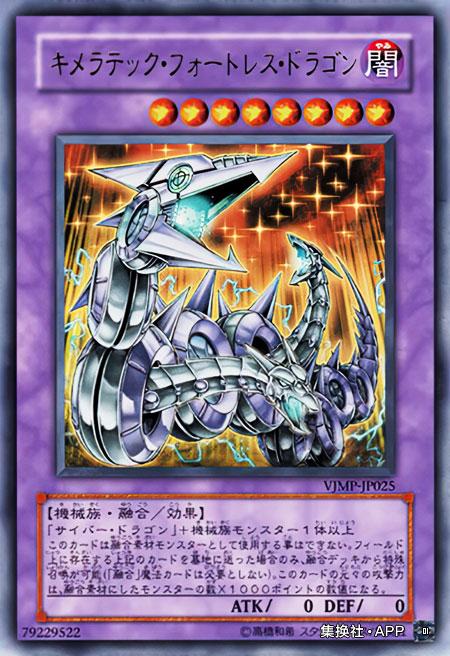 キメラテック・フォートレス・ドラゴン
闇
VJMP-JP025
【機械族・融合／効果】
「サイバー・ドラゴン」＋機械族モンスター１体以上
このカードは融合素材モンスターとして使用する事はできない。フィールド
上に存在する上記のカードを墓地に送った場合のみ、融合デッキから特殊
召喚が可能(「融合」魔法カードは必要としない)。このカードの元々の攻撃力
は、融合素材にしたモンスターの数×１０００ポイントの数値になる。
ATK/ 0 DEF/ 0
79229522 ©高橋和希 スタ 集換社・APP